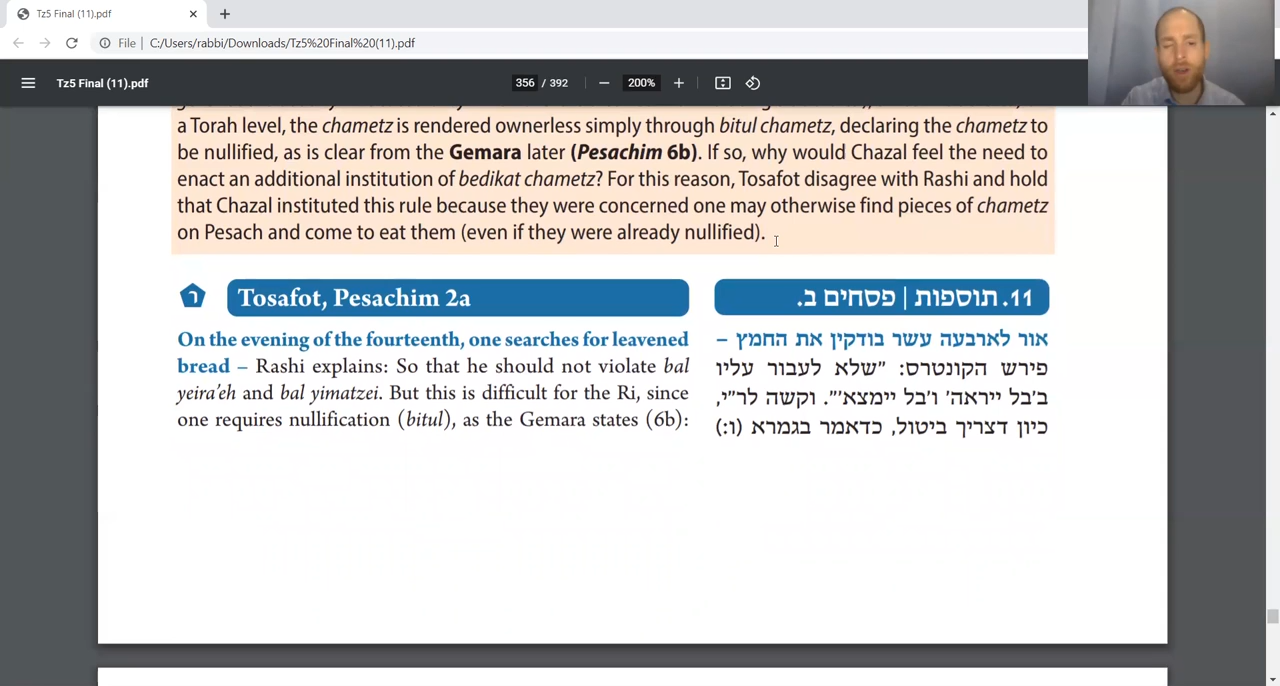 Tz5 Final (11).pdf
File | C:/Users/rabbi/Downloads/Tz5%20Final%20(11).pdf
Tz5 Final (11).pdf 356 / 392 200%
a Torah level, the chametz is rendered ownerless simply through bitul chametz, declaring the chametz to
be nullified, as is clear from the Gemara later (Pesachim 6b). If so, why would Chazal feel the need to
enact an additional institution of bedikat chametz? For this reason, Tosafot disagree with Rashi and hold
that Chazal instituted this rule because they were concerned one may otherwise find pieces of chametz
on Pesach and come to eat them (even if they were already nullified).
ר Tosafot, Pesachim 2a
On the evening of the fourteenth, one searches for leavened
bread – Rashi explains: So that he should not violate bal
yeira'eh and bal yimatzei. But this is difficult for the Ri, since
one requires nullification (bitul), as the Gemara states (6b):
11. תוספות | פסחים ב.
אור לארבעה עשר בודקין את החמץ –
פירש הקונטרס: "שלא לעבור עליו
ב'בל ייראה' ו'בל יימצא'". וקשה לר"י,
כיון דצריך ביטול, כדאמר בגמרא (ו:)